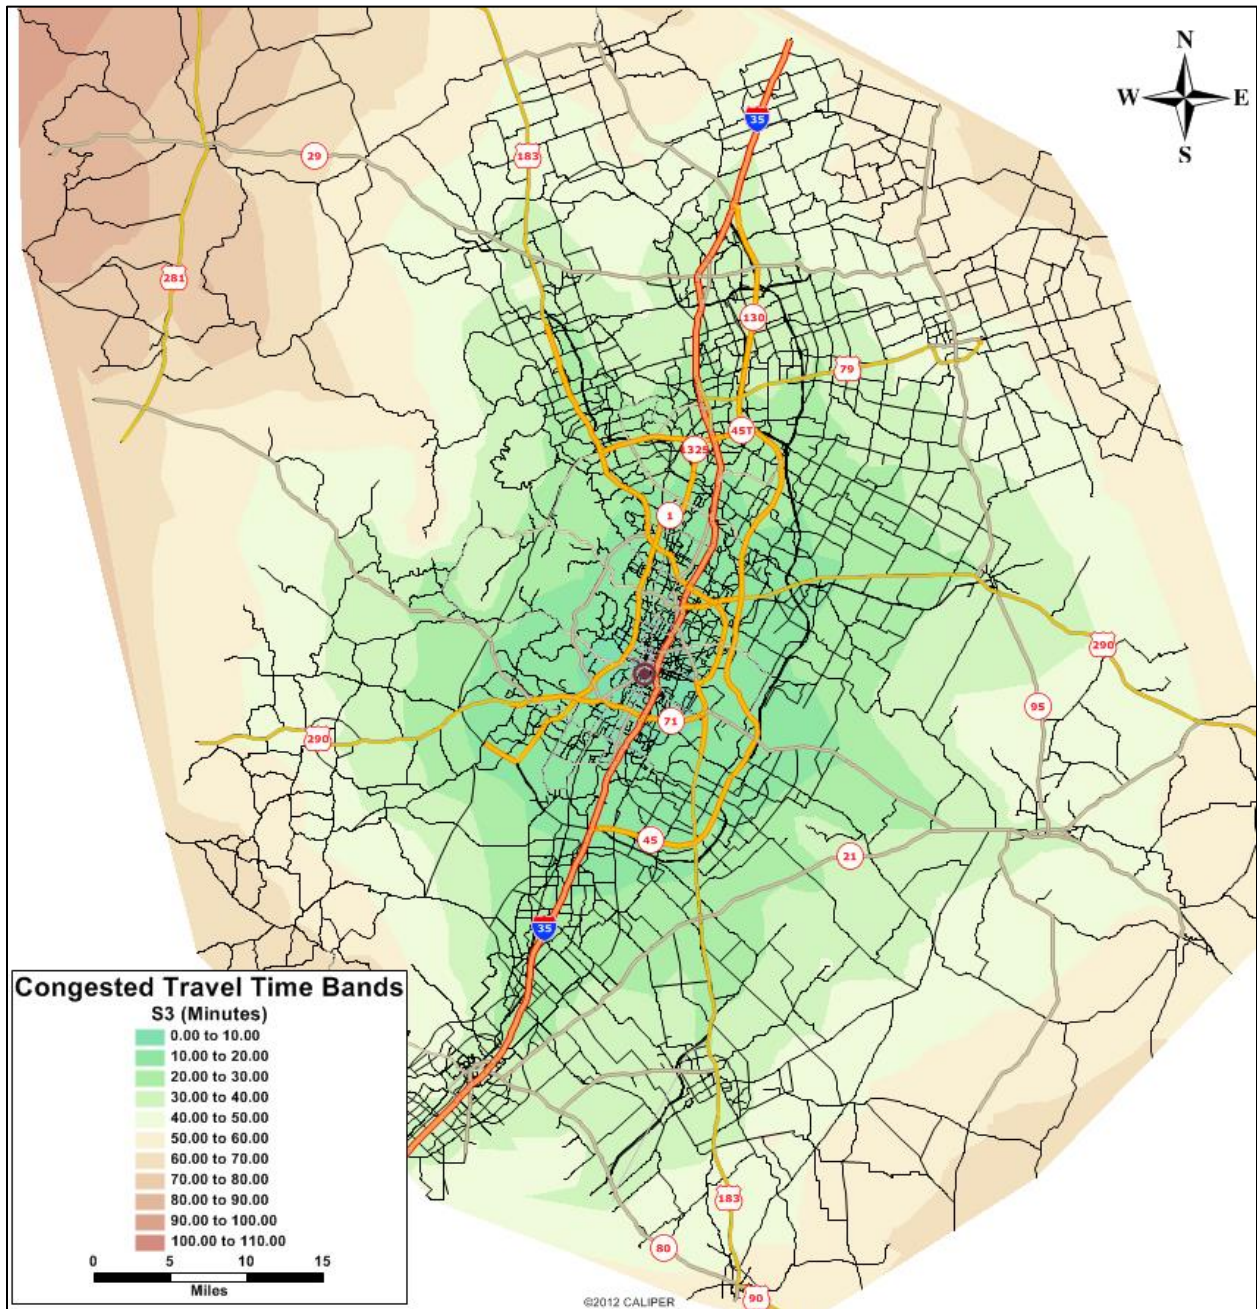 N
W E
S
35
29
183
281
130
79
45T
1325
1
290
95
71
290
45
21
35
Congested Travel Time Bands
S3 (Minutes)
0.00 to 10.00
10.00 to 20.00
20.00 to 30.00
30.00 to 40.00
40.00 to 50.00
50.00 to 60.00
60.00 to 70.00
70.00 to 80.00
80.00 to 90.00
90.00 to 100.00
100.00 to 110.00
0 5 10 15
Miles
183
80
90
©2012 CALIPER